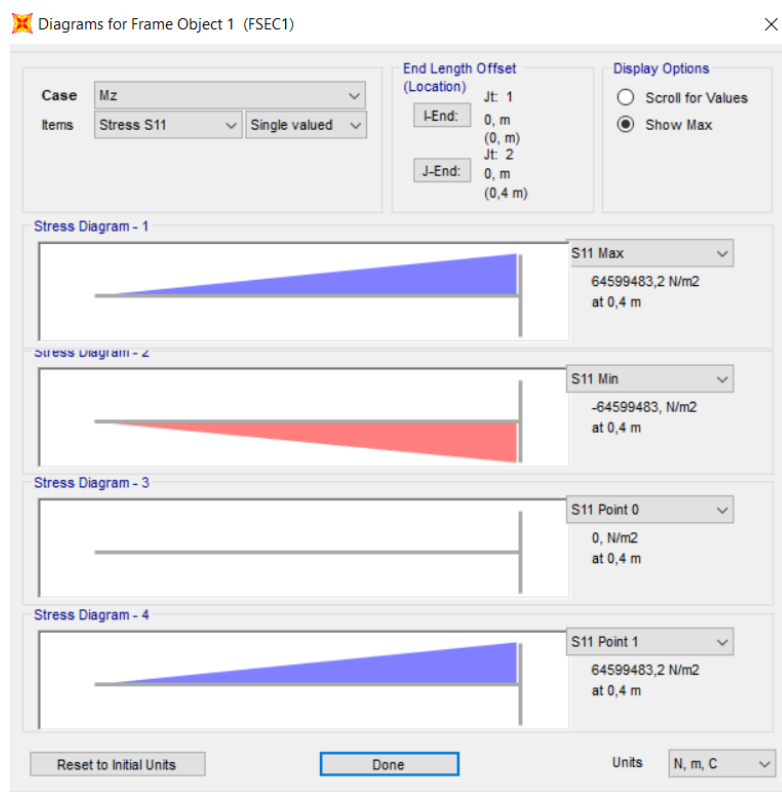 Diagrams for Frame Object 1 (FSEC1)
Case Mz
Items Stress S11 Single valued
End Length Offset
(Location)
Jt: 1
I-End: 0, m
(0, m)
Jt: 2
J-End: 0, m
(0,4 m)
Display Options
Scroll for Values
Show Max
Stress Diagram - 1
S11 Max
64599483,2 N/m2
at 0,4 m
Stress Diagram - 2
S11 Min
-64599483, N/m2
at 0,4 m
Stress Diagram - 3
S11 Point 0
0, N/m2
at 0,4 m
Stress Diagram - 4
S11 Point 1
64599483,2 N/m2
at 0,4 m
Reset to Initial Units Done Units N, m, C